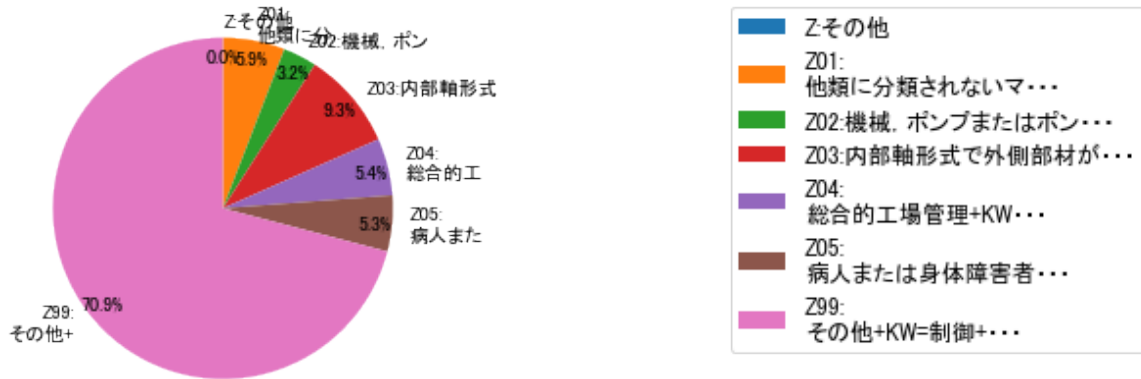 Z:その他
0.0%
Z01:
他類に分
5.9%
Z02:機械, ポン
3.2%
Z03:内部軸形式
9.3%
Z04:
総合的工
5.4%
Z05:
病人また
5.3%
Z99:
その他+
70.9%
Z:その他
Z01:
他類に分類されないマ・・・
Z02:機械, ポンプまたはポン・・・
Z03:内部軸形式で外側部材が・・・
Z04:
総合的工場管理+KW・・・
Z05:
病人または身体障害者・・・
Z99:
その他+KW=制御+・・・